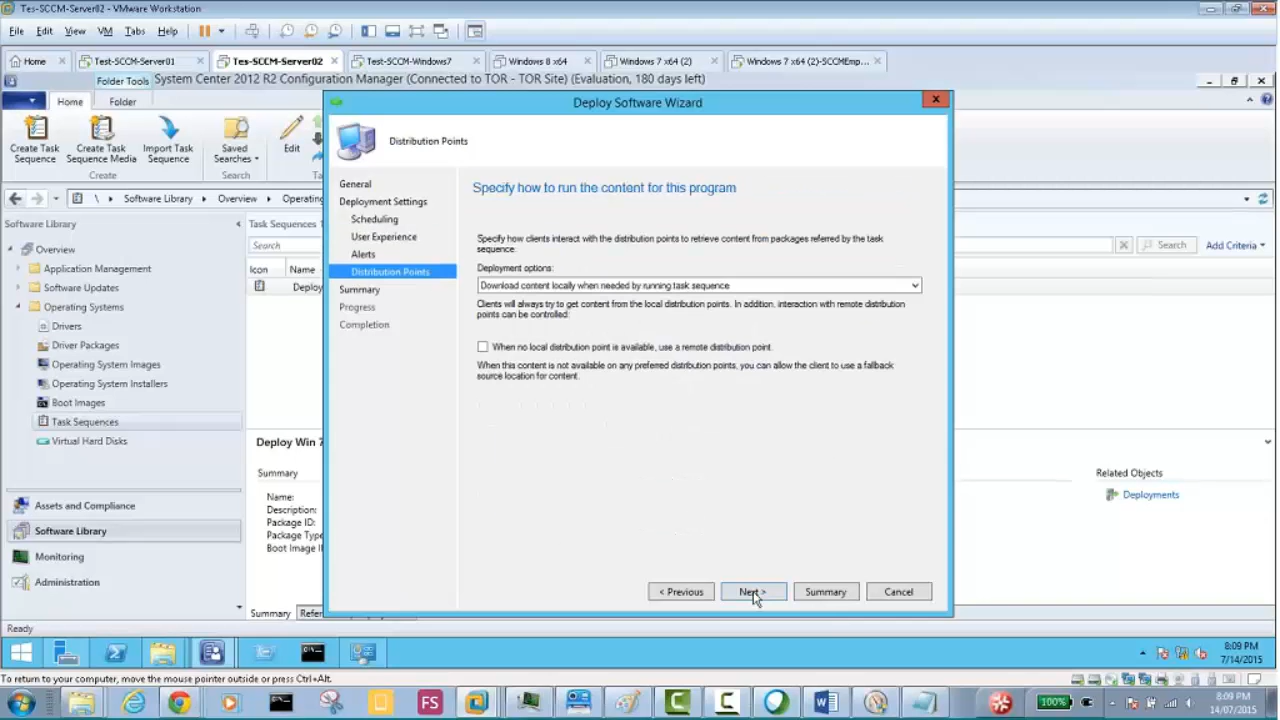 Tes-SCCM-Server02 - VMware Workstation
File Edit View VM Tabs Help
Home Test-SCCM-Server01 Tes-SCCM-Server02 Test-SCCM-Windows7 Windows 8 x64 Windows 7 x64 (2) Windows 7 x64 (2)-SCCMEmp...
Folder Tools System Center 2012 R2 Configuration Manager (Connected to TOR - TOR Site) (Evaluation, 180 days left)
Home Folder
Deploy Software Wizard
Create Task Sequence
Create Task Sequence Media
Import Task Sequence
Saved Searches
Edit
Create
Search
\ Software Library Overview
Software Library
Overview
Application Management
Software Updates
Operating Systems
Drivers
Driver Packages
Operating System Images
Operating System Installers
Boot Images
Task Sequences
Virtual Hard Disks
Assets and Compliance
Software Library
Monitoring
Administration
Search
Icon Name
Summary
Name:
Description:
Package ID:
Summary
Distribution Points
General
Deployment Settings
Scheduling
User Experience
Alerts
Distribution Points
Summary
Progress
Completion
Specify how to run the content for this program
Specify how clients interact with the distribution points to retrieve content from packages referred by the task
sequence
Deployment options:
Download content locally when needed by running task sequence
Clients will always try to get content from the local distribution points. In addition, interaction with remote distribution
points can be controlled:
When no local distribution point is available, use a remote distribution point.
When this content is not available on any preferred distribution points, you can allow the client to use a fallback
source location for content.
< Previous Next > Summary Cancel
Search Add Criteria
Related Objects
Deployments
Ready
8:09 PM
7/14/2015
To return to your computer, move the mouse pointer outside or press Ctrl+Alt.
FS
100%
8:09 PM
14/07/2015